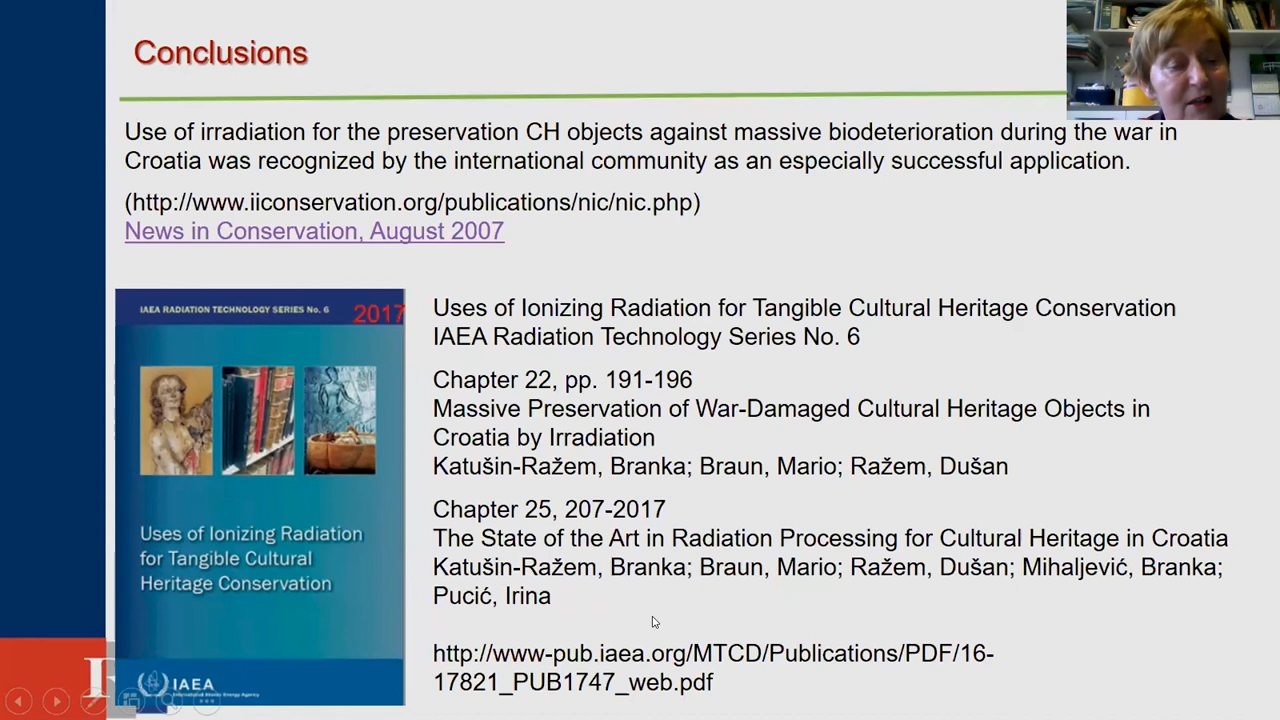 Conclusions
Use of irradiation for the preservation CH objects against massive biodeterioration during the war in
Croatia was recognized by the international community as an especially successful application.
(http://www.iiconservation.org/publications/nic/nic.php)
News in Conservation, August 2007
IAEA RADIATION TECHNOLOGY SERIES No. 6
2017
Uses of Ionizing Radiation
for Tangible Cultural
Heritage Conservation
IAEA
International Atomic Energy Agency
Uses of Ionizing Radiation for Tangible Cultural Heritage Conservation
IAEA Radiation Technology Series No. 6
Chapter 22, pp. 191-196
Massive Preservation of War-Damaged Cultural Heritage Objects in
Croatia by Irradiation
Katušin-Ražem, Branka; Braun, Mario; Ražem, Dušan
Chapter 25, 207-2017
The State of the Art in Radiation Processing for Cultural Heritage in Croatia
Katušin-Ražem, Branka; Braun, Mario; Ražem, Dušan; Mihaljević, Branka;
Pucić, Irina
http://www-pub.iaea.org/MTCD/Publications/PDF/16-
17821_PUB1747_web.pdf